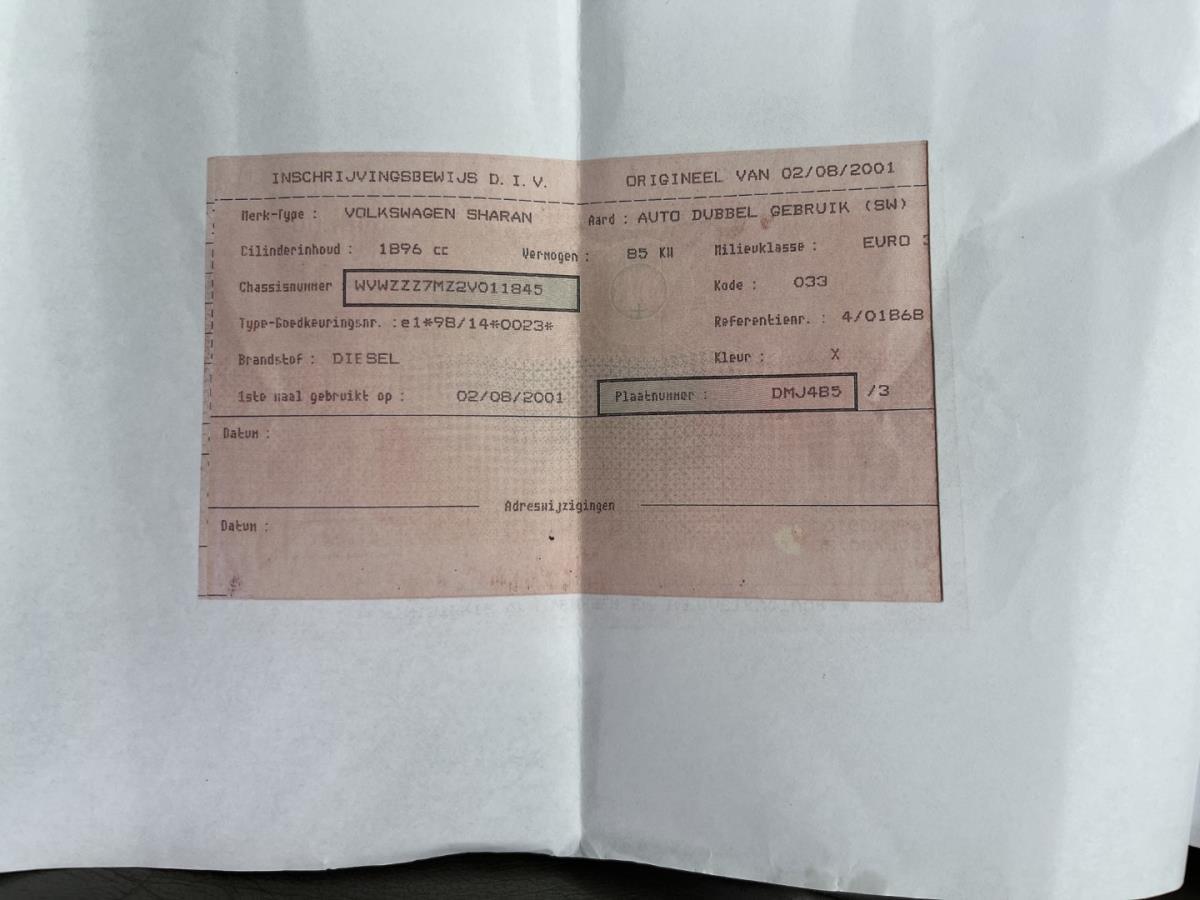 INSCHRIJVINGSBEWIJS D. I. V. ORIGINEEL VAN 02/08/2001
Merk-Type : VOLKSWAGEN SHARAN Aard : AUTO DUBBEL GEBRUIK (SW)
Cilinderinhoud : 1896 cc Vermogen : 85 KW Milieuklasse : EURO 3
Chassisnummer WVWZZZ7MZ2V011845 Kode : 033
Type-Goedkeuringsnr. : e1*98/14*0023* Referentienr. : 4/01868
Brandstof : DIESEL Kleur : X
1ste maal gebruikt op : 02/08/2001 Plaatnummer : DMJ485 /3
Datum :
Adreswijzigingen
Datum :